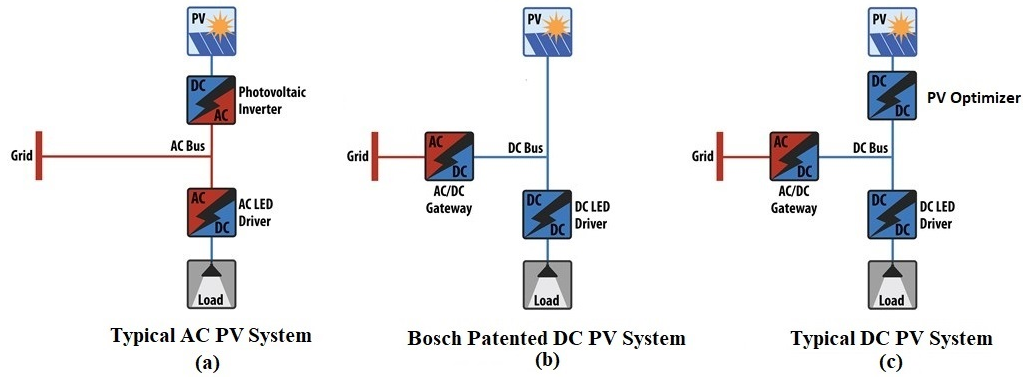 PV
DC
AC
Photovoltaic
Inverter
Grid
AC Bus
AC
DC
AC LED
Driver
Load
Typical AC PV System
(a)
PV
Grid
AC
DC
AC/DC
Gateway
DC Bus
DC
DC
DC LED
Driver
Load
Bosch Patented DC PV System
(b)
PV
DC
DC
PV Optimizer
Grid
AC
DC
AC/DC
Gateway
DC Bus
DC
DC
DC LED
Driver
Load
Typical DC PV System
(c)